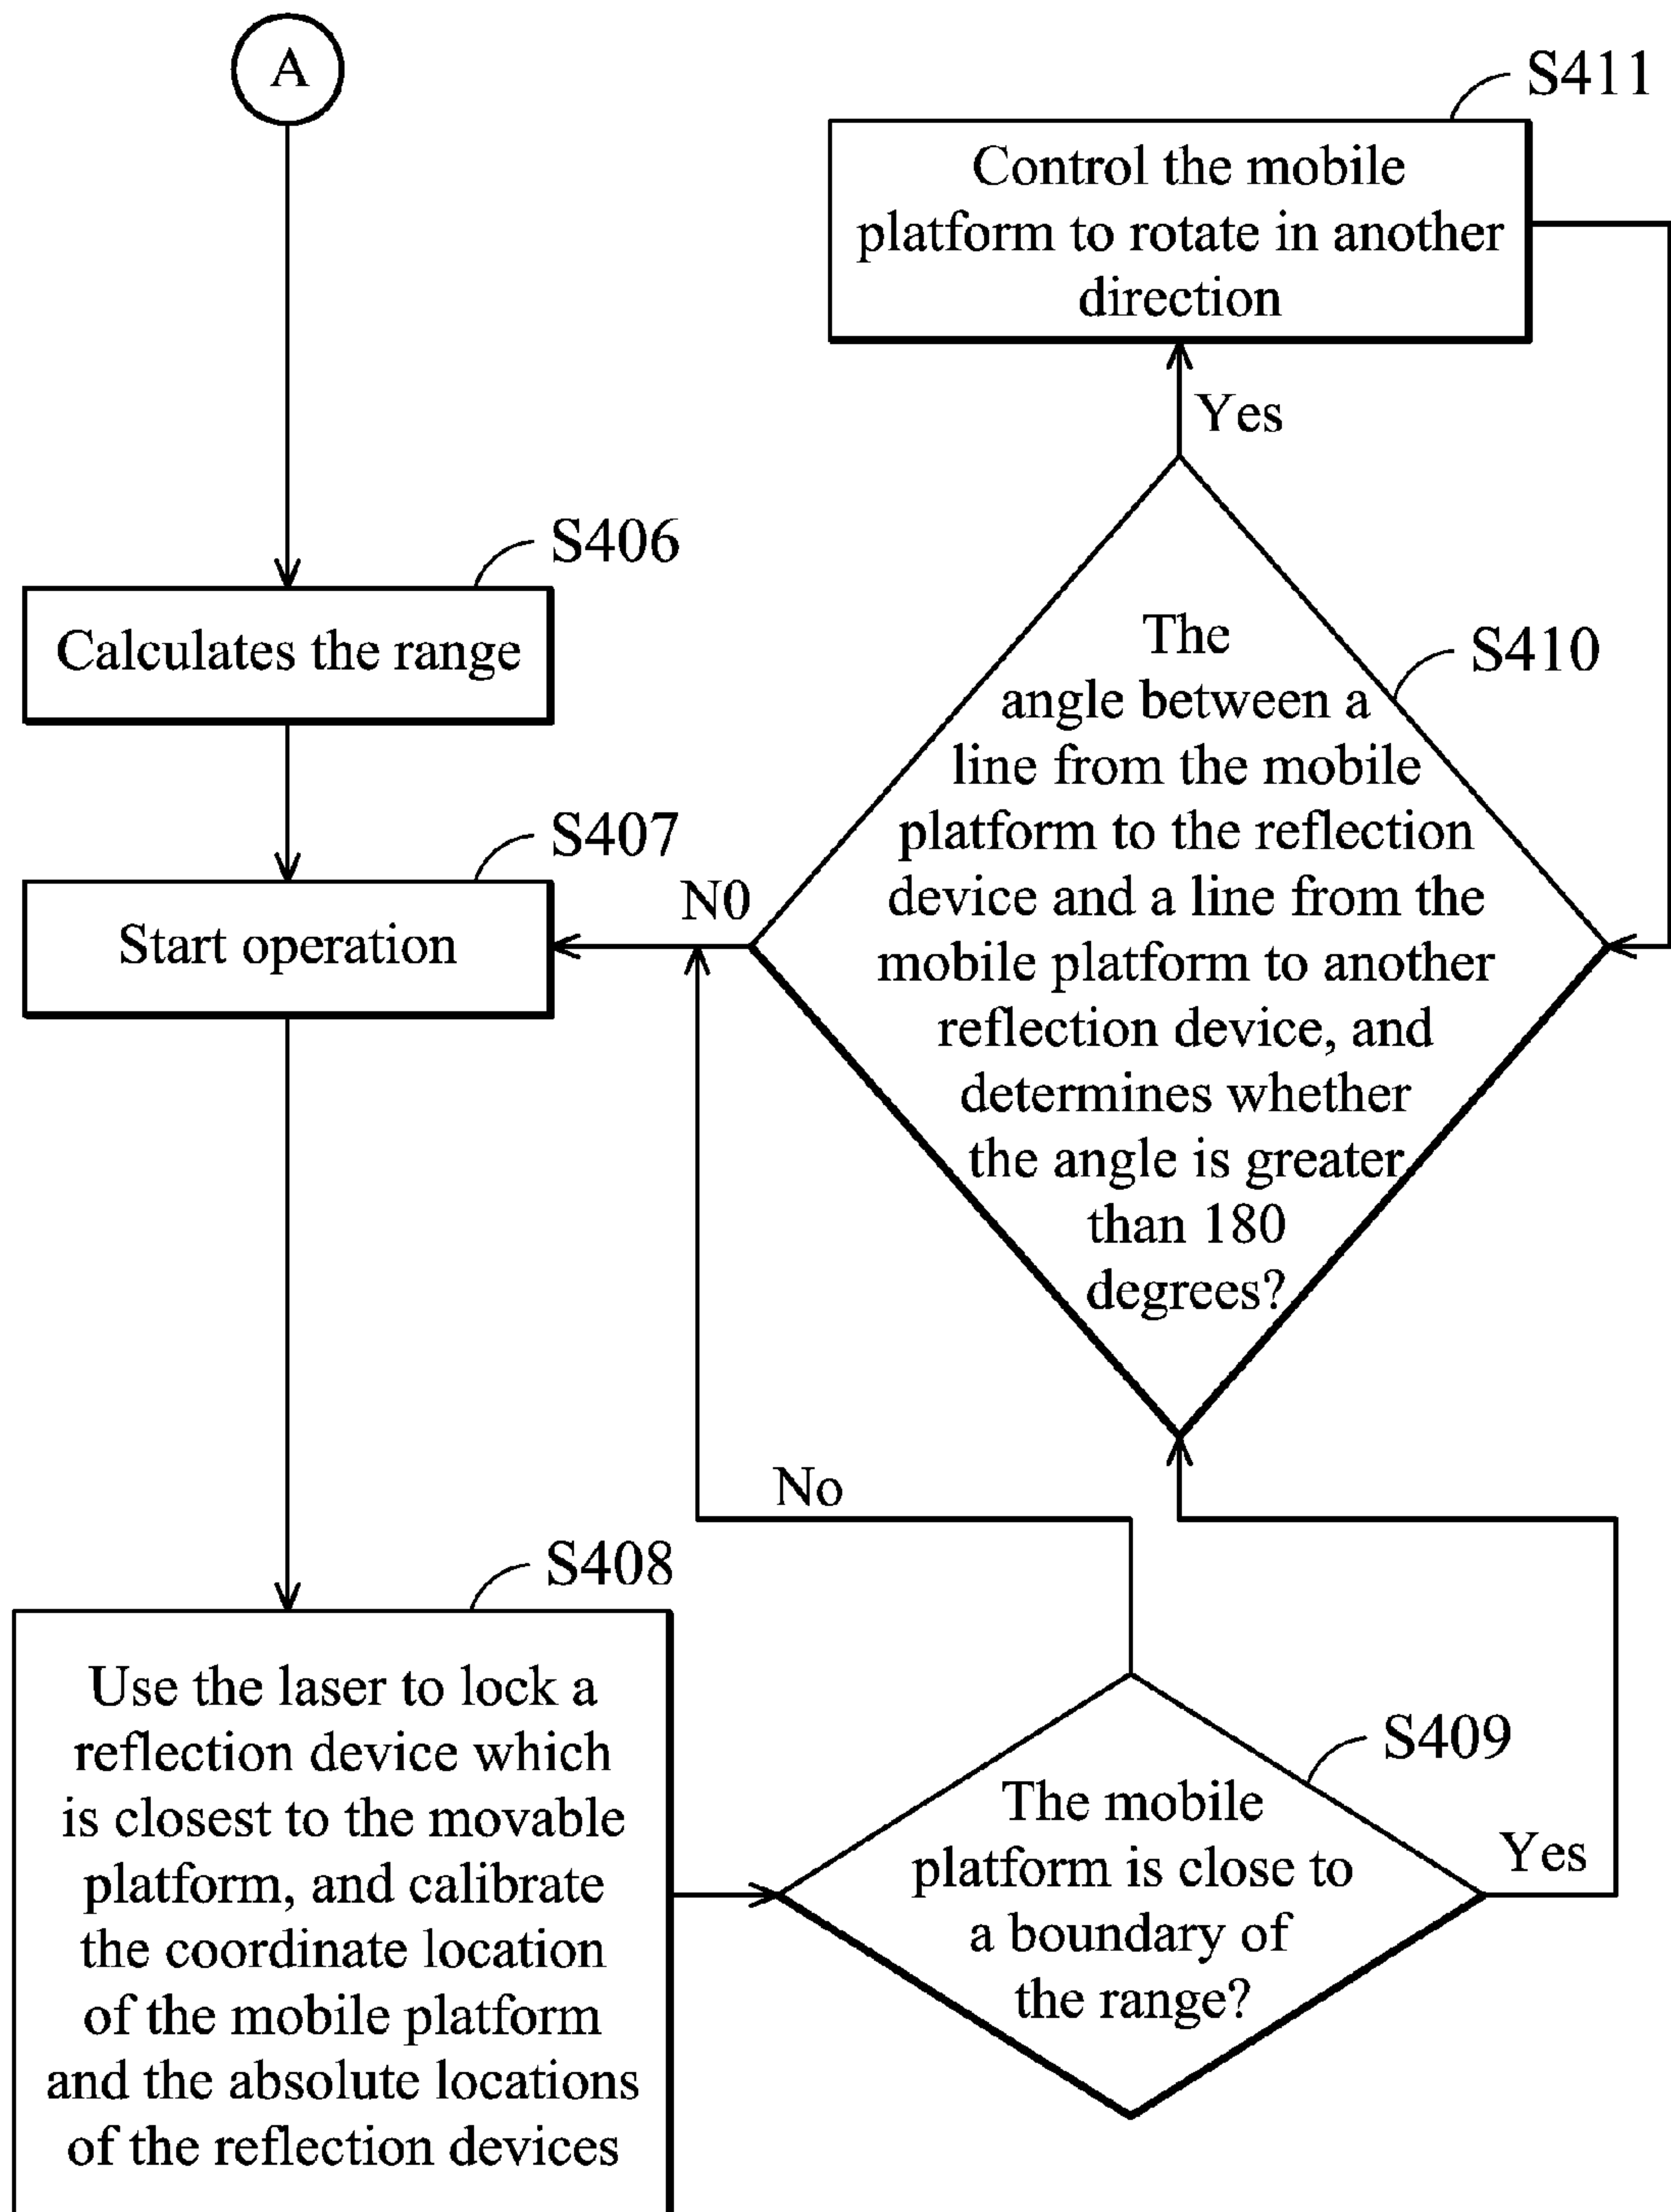 A
S406
Calculates the range
S407
Start operation
S408
Use the laser to lock a
reflection device which
is closest to the movable
platform, and calibrate
the coordinate location
of the mobile platform
and the absolute locations
of the reflection devices
S409
The mobile
platform is close to
a boundary of
the range?
No
Yes
S410
The
angle between a
line from the mobile
platform to the reflection
device and a line from the
mobile platform to another
reflection device, and
determines whether
the angle is greater
than 180
degrees?
N0
Yes
S411
Control the mobile
platform to rotate in another
direction